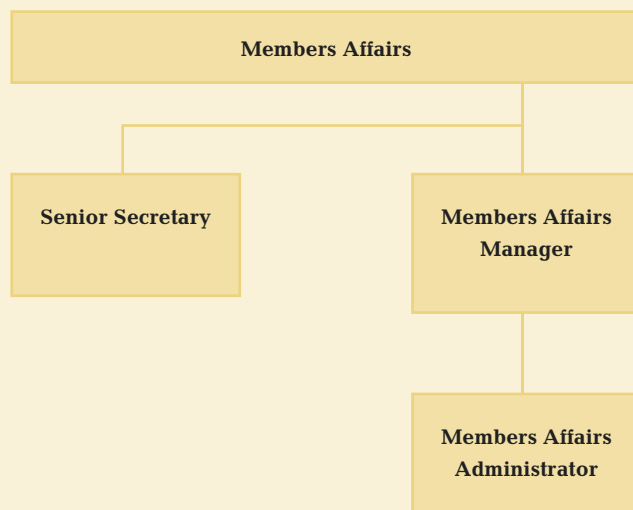 Members Affairs
Senior Secretary
Members Affairs
Manager
Members Affairs
Administrator